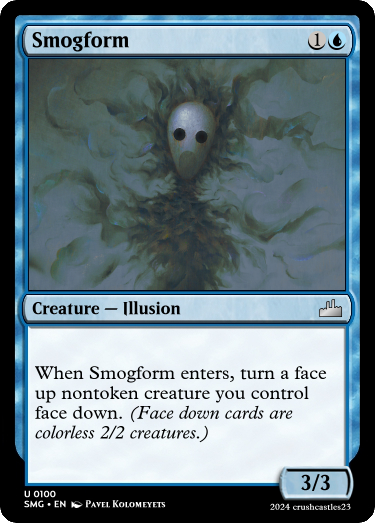 Smogform
1
Creature — Illusion
When Smogform enters, turn a face
up nontoken creature you control
face down. (Face down cards are
colorless 2/2 creatures.)
3/3
U 0100
SMG • EN PAVEL KOLOMEYETS
2024 crushcastles23